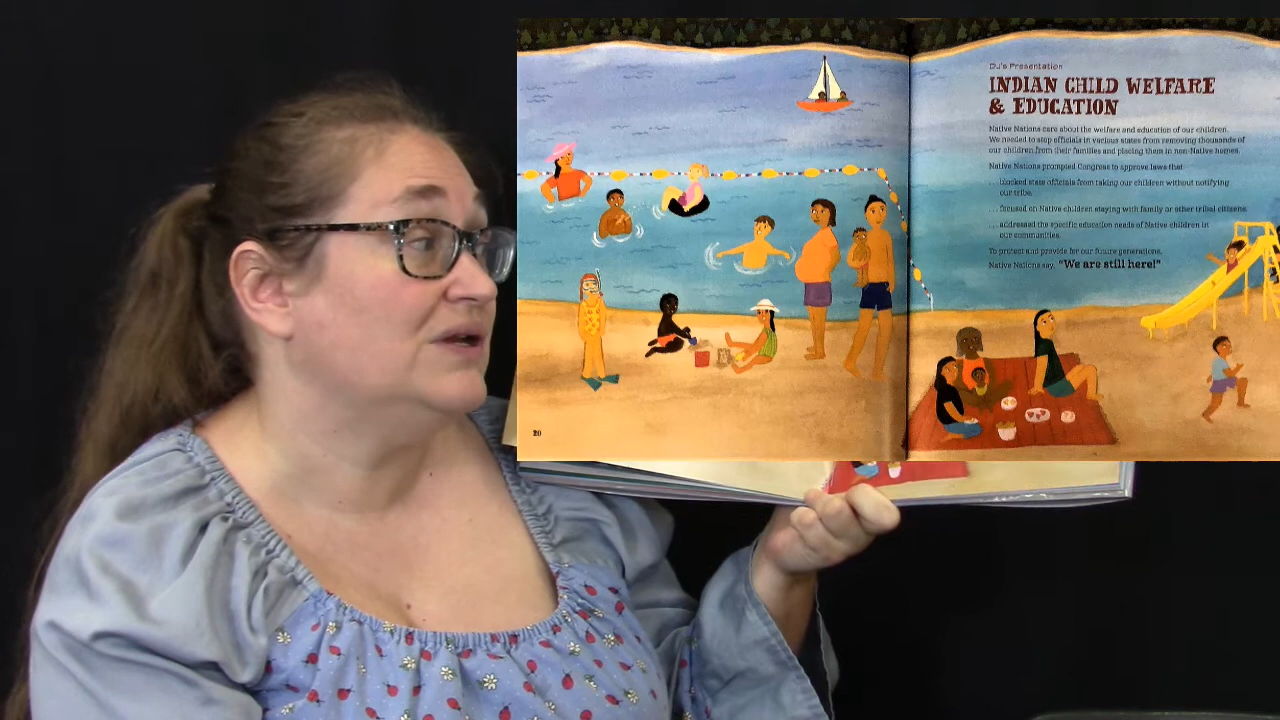 DJ's Presentation
INDIAN CHILD WELFARE
& EDUCATION
Native Nations care about the welfare and education of our children.
We needed to stop officials in various states from removing thousands of
our children from their families and placing them in non-Native homes.
Native Nations prompted Congress to approve laws that
. . . blocked state officials from taking our children without notifying
our tribe.
. . . focused on Native children staying with family or other tribal citizens.
. . . addressed the specific education needs of Native children in
our communities.
To protect and provide for our future generations,
Native Nations say, "We are still here!"
20